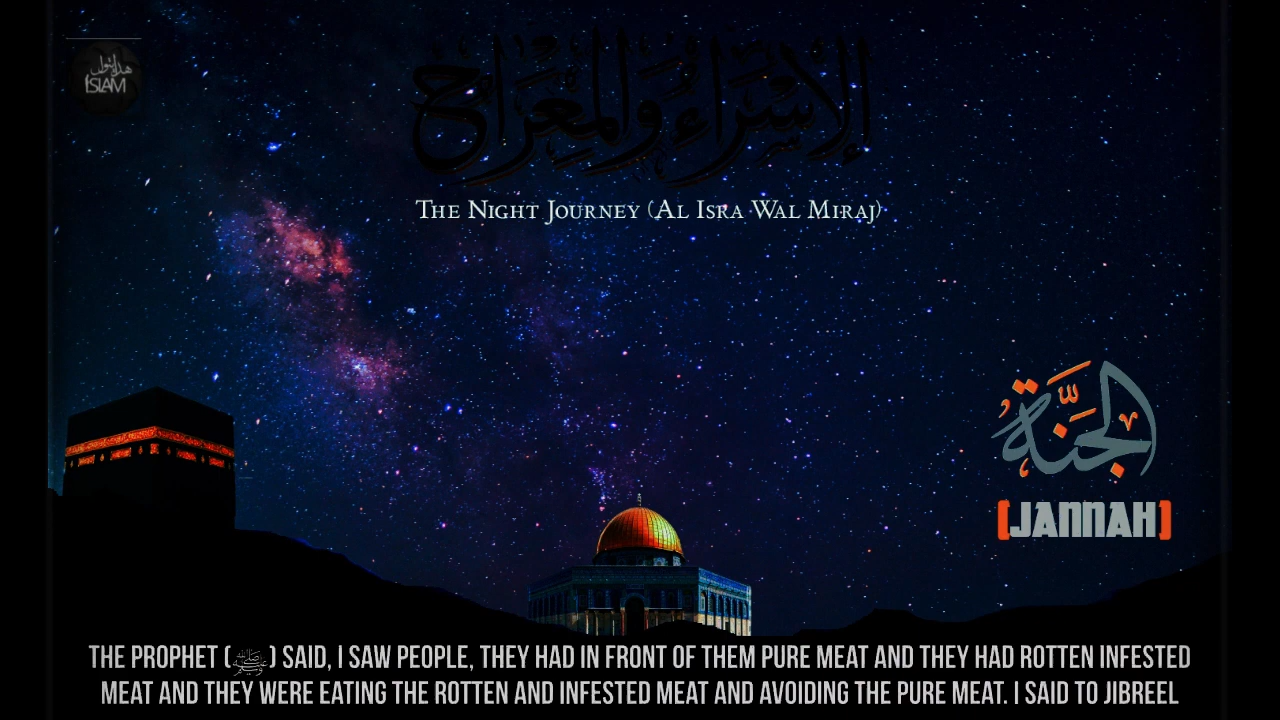 هذا هو
ISLAM
الإسراء والمعراج
The Night Journey (Al Isra Wal Miraj)
الجنة
[JANNAH]
THE PROPHET (ﷺ) SAID, I SAW PEOPLE, THEY HAD IN FRONT OF THEM PURE MEAT AND THEY HAD ROTTEN INFESTED
MEAT AND THEY WERE EATING THE ROTTEN AND INFESTED MEAT AND AVOIDING THE PURE MEAT. I SAID TO JIBREEL